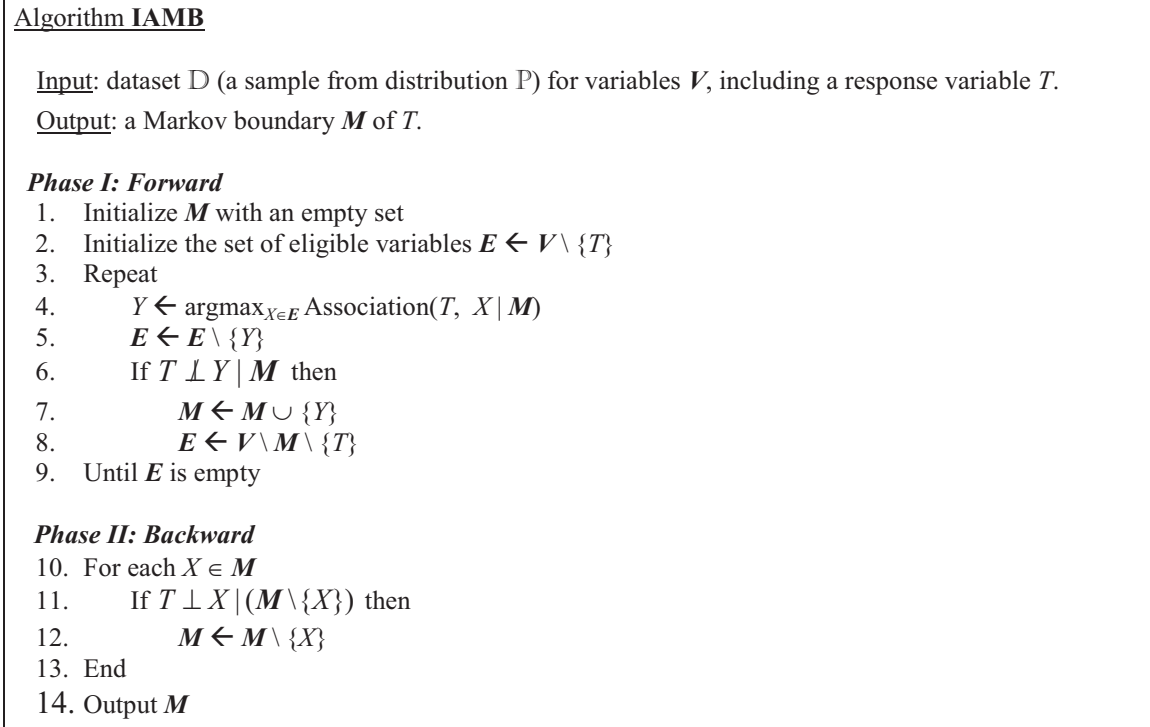 Algorithm IAMB
Input: dataset 𝔻 (a sample from distribution ℙ) for variables V, including a response variable T.
Output: a Markov boundary M of T.
Phase I: Forward
1. Initialize M with an empty set
2. Initialize the set of eligible variables E ← V \ {T}
3. Repeat
4. Y ← argmax_{X∈E} Association(T, X | M)
5. E ← E \ {Y}
6. If T ⊥̸ Y | M then
7. M ← M ∪ {Y}
8. E ← V \ M \ {T}
9. Until E is empty
Phase II: Backward
10. For each X ∈ M
11. If T ⊥ X | (M \ {X}) then
12. M ← M \ {X}
13. End
14. Output M